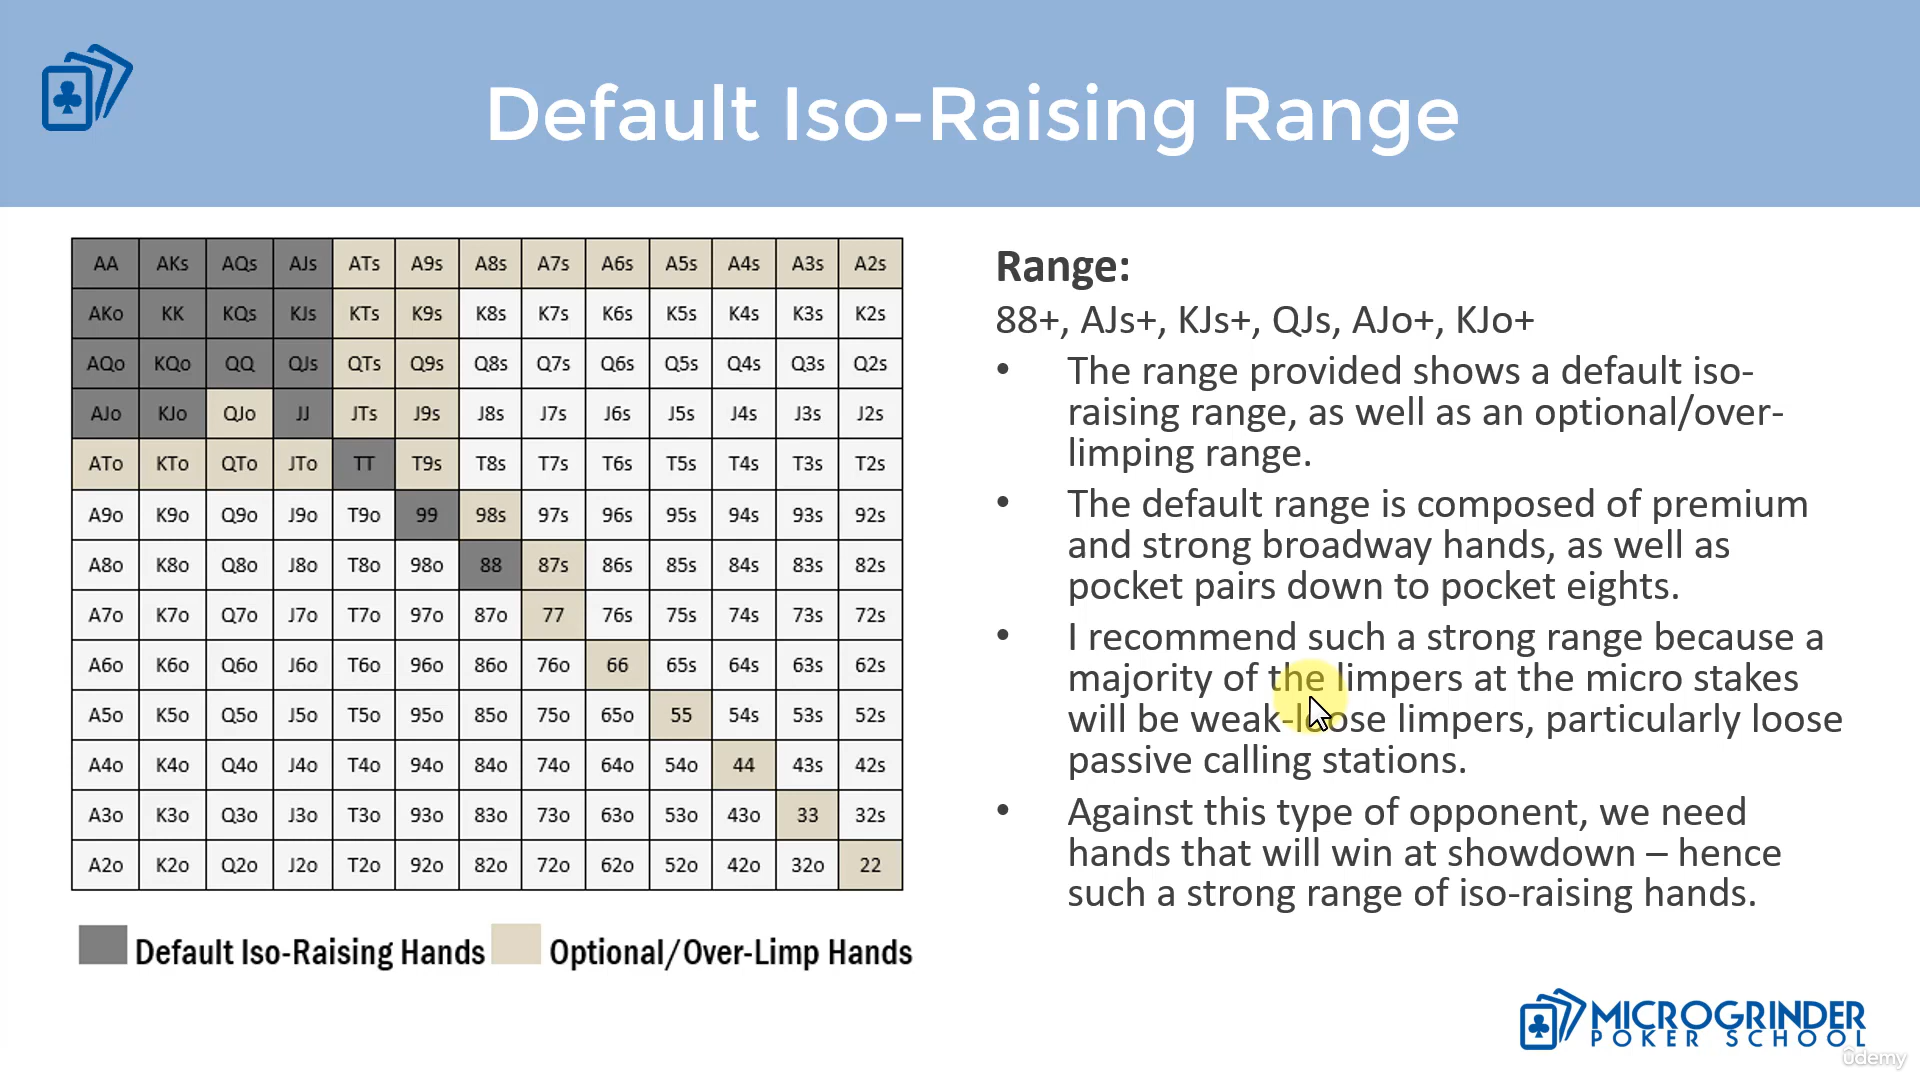 Default Iso-Raising Range
AA AKs AQs AJs ATs A9s A8s A7s A6s A5s A4s A3s A2s
AKo KK KQs KJs KTs K9s K8s K7s K6s K5s K4s K3s K2s
AQo KQo QQ QJs QTs Q9s Q8s Q7s Q6s Q5s Q4s Q3s Q2s
AJo KJo QJo JJ JTs J9s J8s J7s J6s J5s J4s J3s J2s
ATo KTo QTo JTo TT T9s T8s T7s T6s T5s T4s T3s T2s
A9o K9o Q9o J9o T9o 99 98s 97s 96s 95s 94s 93s 92s
A8o K8o Q8o J8o T8o 98o 88 87s 86s 85s 84s 83s 82s
A7o K7o Q7o J7o T7o 97o 87o 77 76s 75s 74s 73s 72s
A6o K6o Q6o J6o T6o 96o 86o 76o 66 65s 64s 63s 62s
A5o K5o Q5o J5o T5o 95o 85o 75o 65o 55 54s 53s 52s
A4o K4o Q4o J4o T4o 94o 84o 74o 64o 54o 44 43s 42s
A3o K3o Q3o J3o T3o 93o 83o 73o 63o 53o 43o 33 32s
A2o K2o Q2o J2o T2o 92o 82o 72o 62o 52o 42o 32o 22
Default Iso-Raising Hands Optional/Over-Limp Hands
Range:
88+, AJs+, KJs+, QJs, AJo+, KJo+
• The range provided shows a default iso-
raising range, as well as an optional/over-
limping range.
• The default range is composed of premium
and strong broadway hands, as well as
pocket pairs down to pocket eights.
• I recommend such a strong range because a
majority of the limpers at the micro stakes
will be weak-loose limpers, particularly loose
passive calling stations.
• Against this type of opponent, we need
hands that will win at showdown – hence
such a strong range of iso-raising hands.
MICROGRINDER
POKER SCHOOL
ûdemy